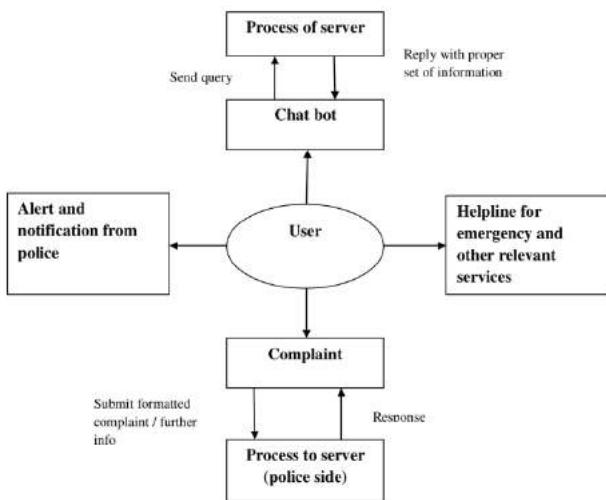 Process of server
Send query
Reply with proper
set of information
Chat bot
Alert and
notification from
police
User
Helpline for
emergency and
other relevant
services
Complaint
Submit formatted
complaint / further
info
Response
Process to server
(police side)